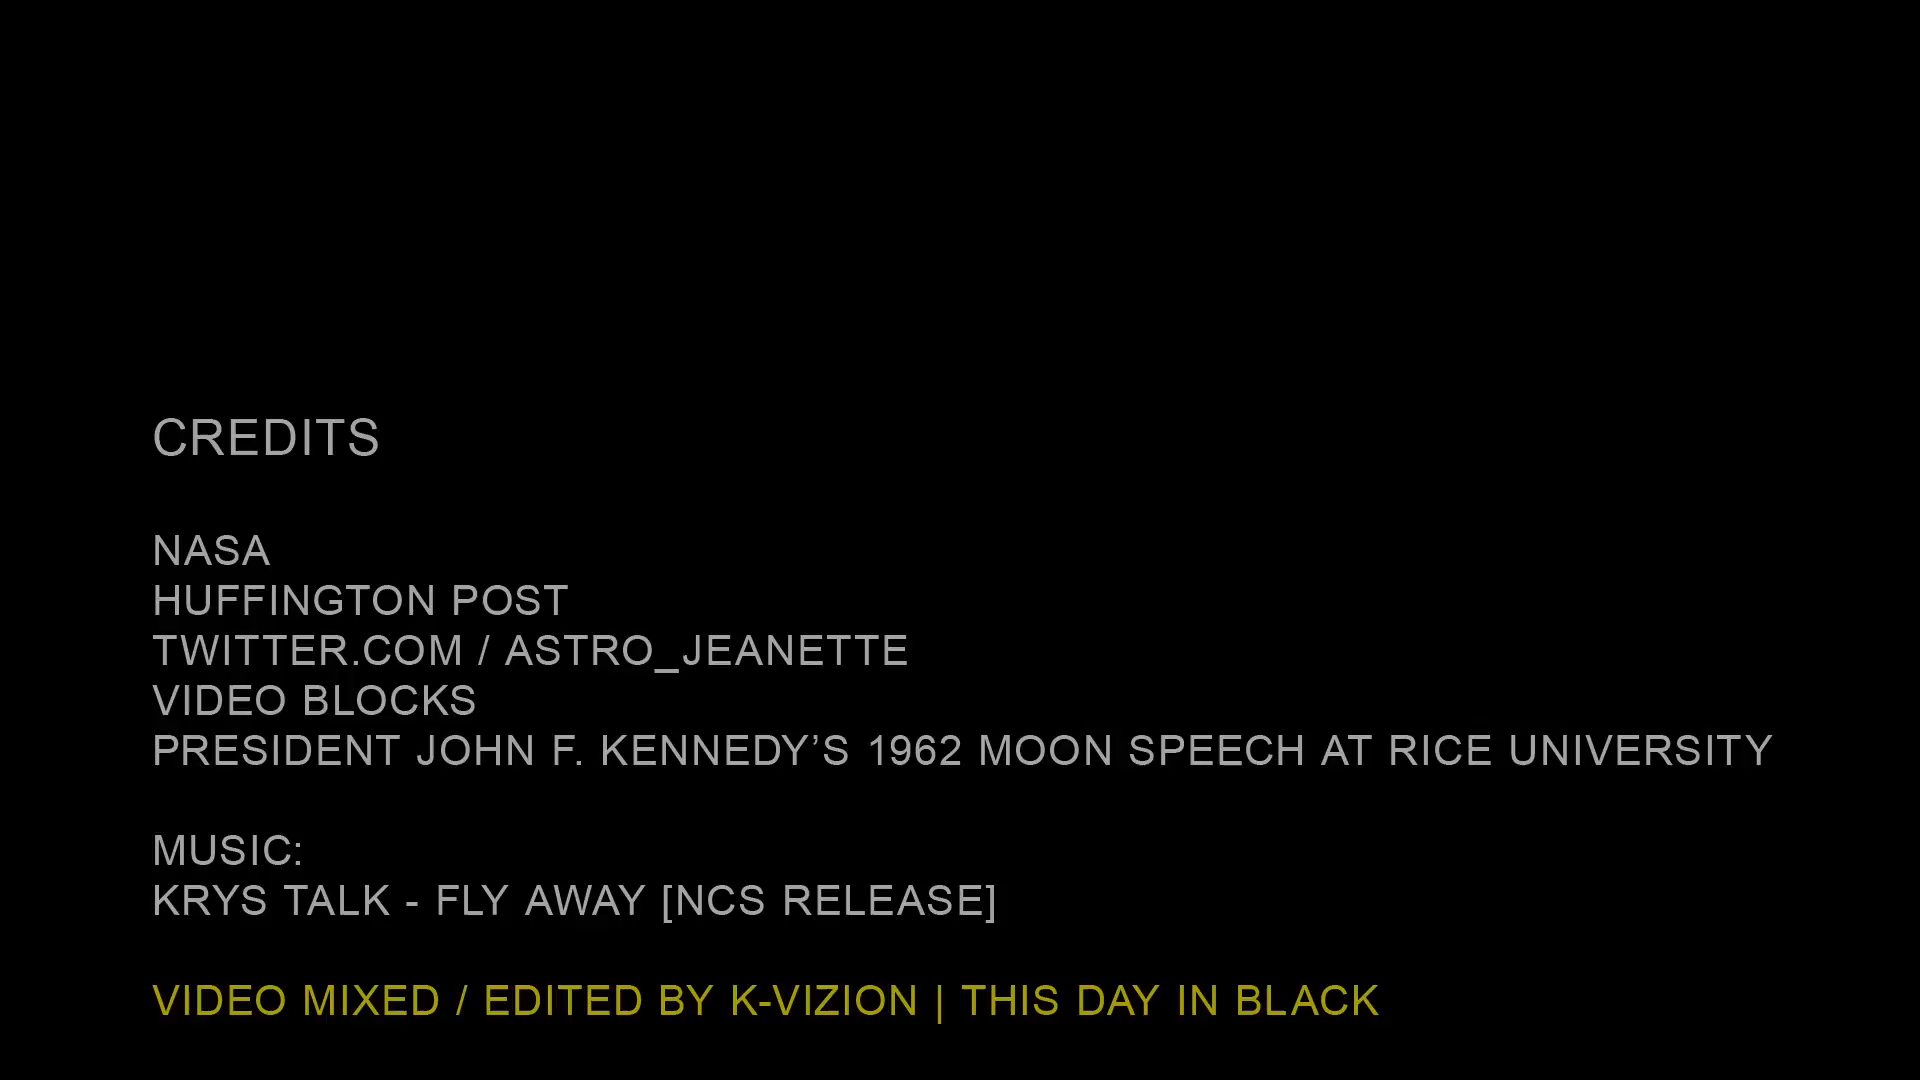 CREDITS
NASA
HUFFINGTON POST
TWITTER.COM / ASTRO_JEANETTE
VIDEO BLOCKS
PRESIDENT JOHN F. KENNEDY’S 1962 MOON SPEECH AT RICE UNIVERSITY
MUSIC:
KRYS TALK - FLY AWAY [NCS RELEASE]
VIDEO MIXED / EDITED BY K-VIZION | THIS DAY IN BLACK